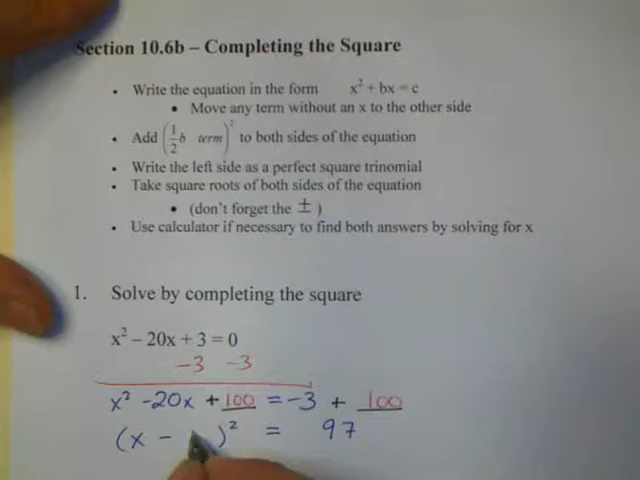 Section 10.6b – Completing the Square
• Write the equation in the form x² + bx = c
• Move any term without an x to the other side
• Add (1/2 b term)² to both sides of the equation
• Write the left side as a perfect square trinomial
• Take square roots of both sides of the equation
• (don't forget the ± )
• Use calculator if necessary to find both answers by solving for x
1. Solve by completing the square
x² – 20x + 3 = 0
-3 -3
x² -20x + 100 = -3 + 100
(x - )² = 97